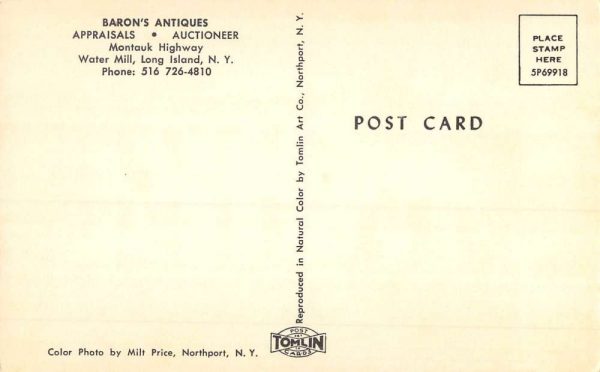 BARON'S ANTIQUES
APPRAISALS • AUCTIONEER
Montauk Highway
Water Mill, Long Island, N. Y.
Phone: 516 726-4810
Reproduced in Natural Color by Tomlin Art Co., Northport, N. Y.
PLACE
STAMP
HERE
5P69918
POST CARD
Color Photo by Milt Price, Northport, N. Y.
POST
TOMLIN
CARDS